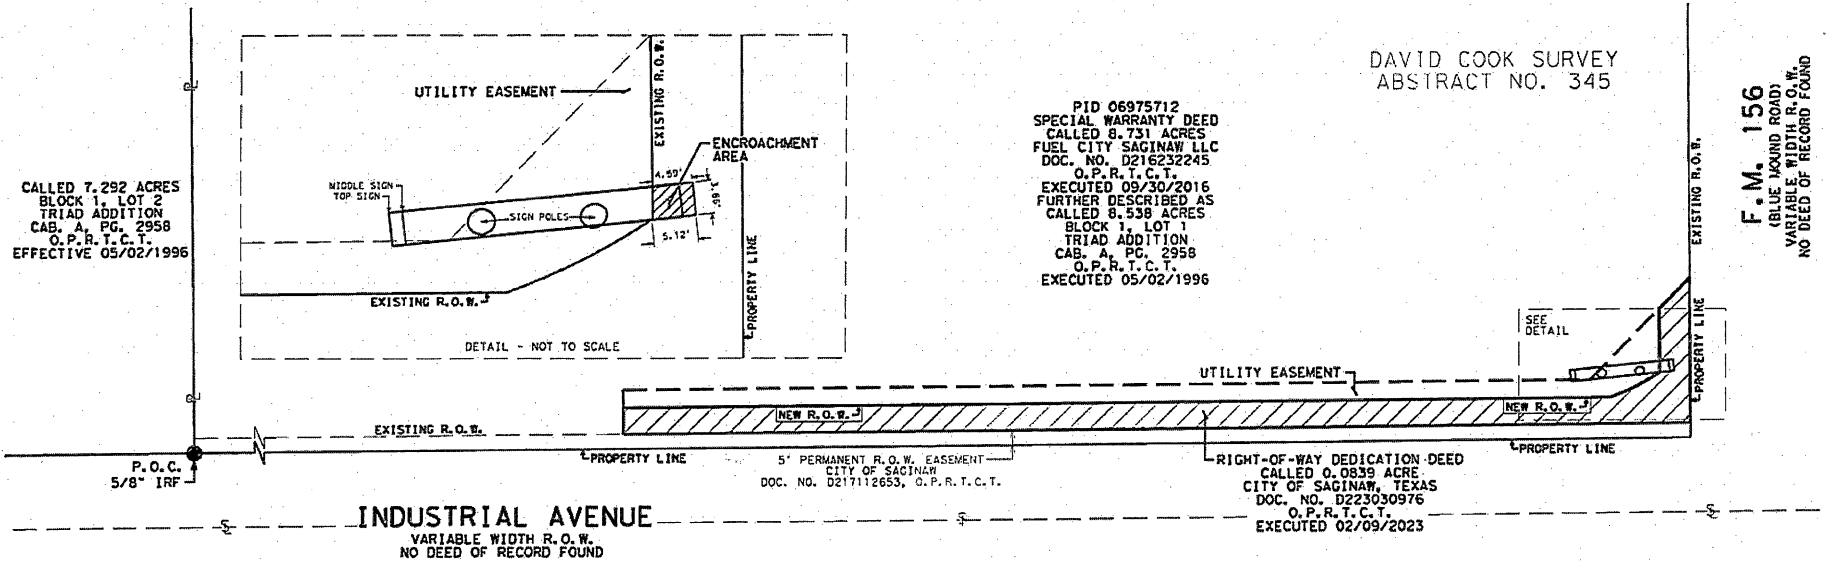 DAVID COOK SURVEY
ABSTRACT NO. 345
F.M. 156
(BLUE MOUND ROAD)
VARIABLE WIDTH R.O.W.
NO DEED OF RECORD FOUND
EXISTING R.O.W.
PROPERTY LINE
CALLED 7.292 ACRES
BLOCK 1, LOT 2
TRIAD ADDITION
CAB. A, PG. 2958
O.P.R.T.C.T.
EFFECTIVE 05/02/1996
UTILITY EASEMENT
EXISTING R.O.W.
ENCROACHMENT
AREA
MIDDLE SIGN
TOP SIGN
SIGN POLES
4.59'
3.66'
5.12'
EXISTING R.O.W.
PROPERTY LINE
DETAIL - NOT TO SCALE
PID 06975712
SPECIAL WARRANTY DEED
CALLED 8.731 ACRES
FUEL CITY SAGINAW LLC
DOC. NO. D216232245
O.P.R.T.C.T.
EXECUTED 09/30/2016
FURTHER DESCRIBED AS
CALLED 8.538 ACRES
BLOCK 1, LOT 1
TRIAD ADDITION
CAB. A, PG. 2958
O.P.R.T.C.T.
EXECUTED 05/02/1996
SEE
DETAIL
UTILITY EASEMENT
NEW R.O.W.
NEW R.O.W.
EXISTING R.O.W.
PROPERTY LINE
PROPERTY LINE
P.O.C.
5/8" IRF
5' PERMANENT R.O.W. EASEMENT
CITY OF SAGINAW
DOC. NO. D217112653, O.P.R.T.C.T.
RIGHT-OF-WAY DEDICATION DEED
CALLED 0.0839 ACRE
CITY OF SAGINAW, TEXAS
DOC. NO. D223030976
O.P.R.T.C.T.
EXECUTED 02/09/2023
INDUSTRIAL AVENUE
VARIABLE WIDTH R.O.W.
NO DEED OF RECORD FOUND